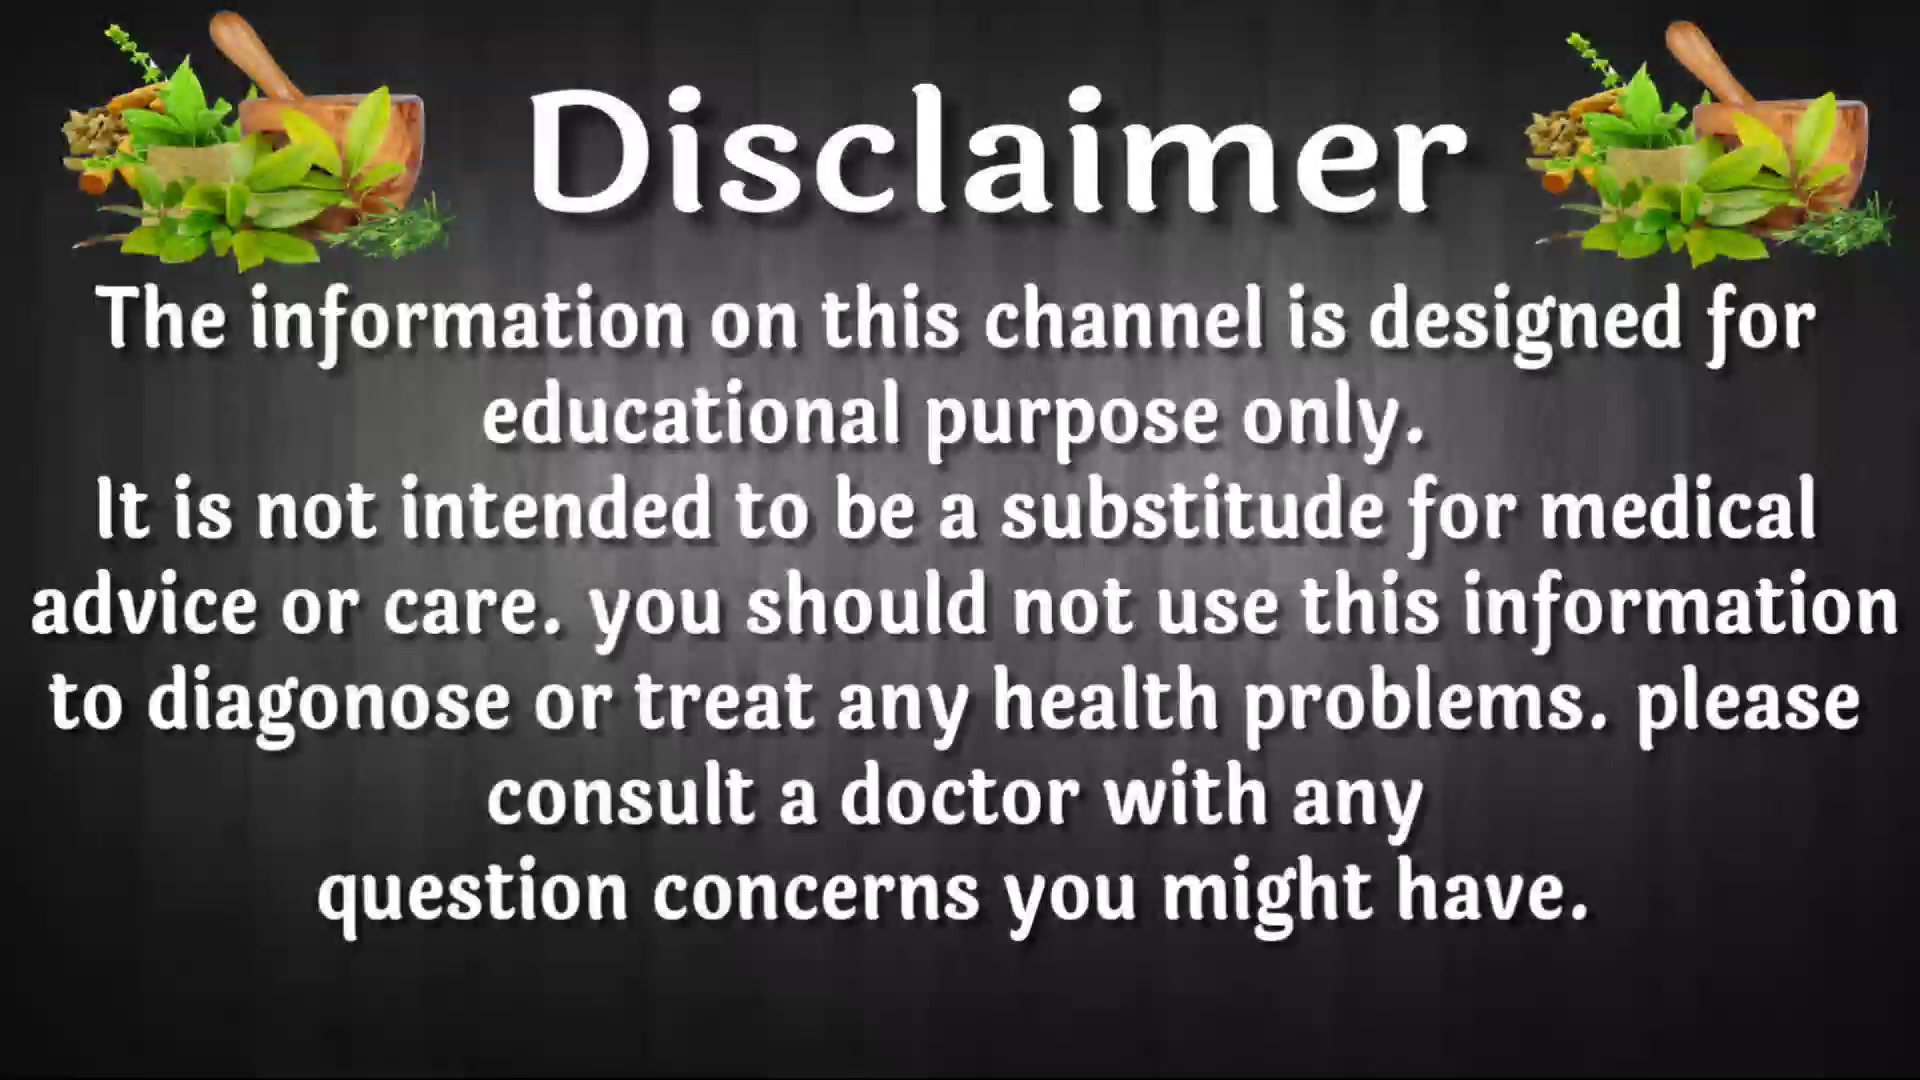 Disclaimer
The information on this channel is designed for
educational purpose only.
It is not intended to be a substitude for medical
advice or care. you should not use this information
to diagonose or treat any health problems. please
consult a doctor with any
question concerns you might have.